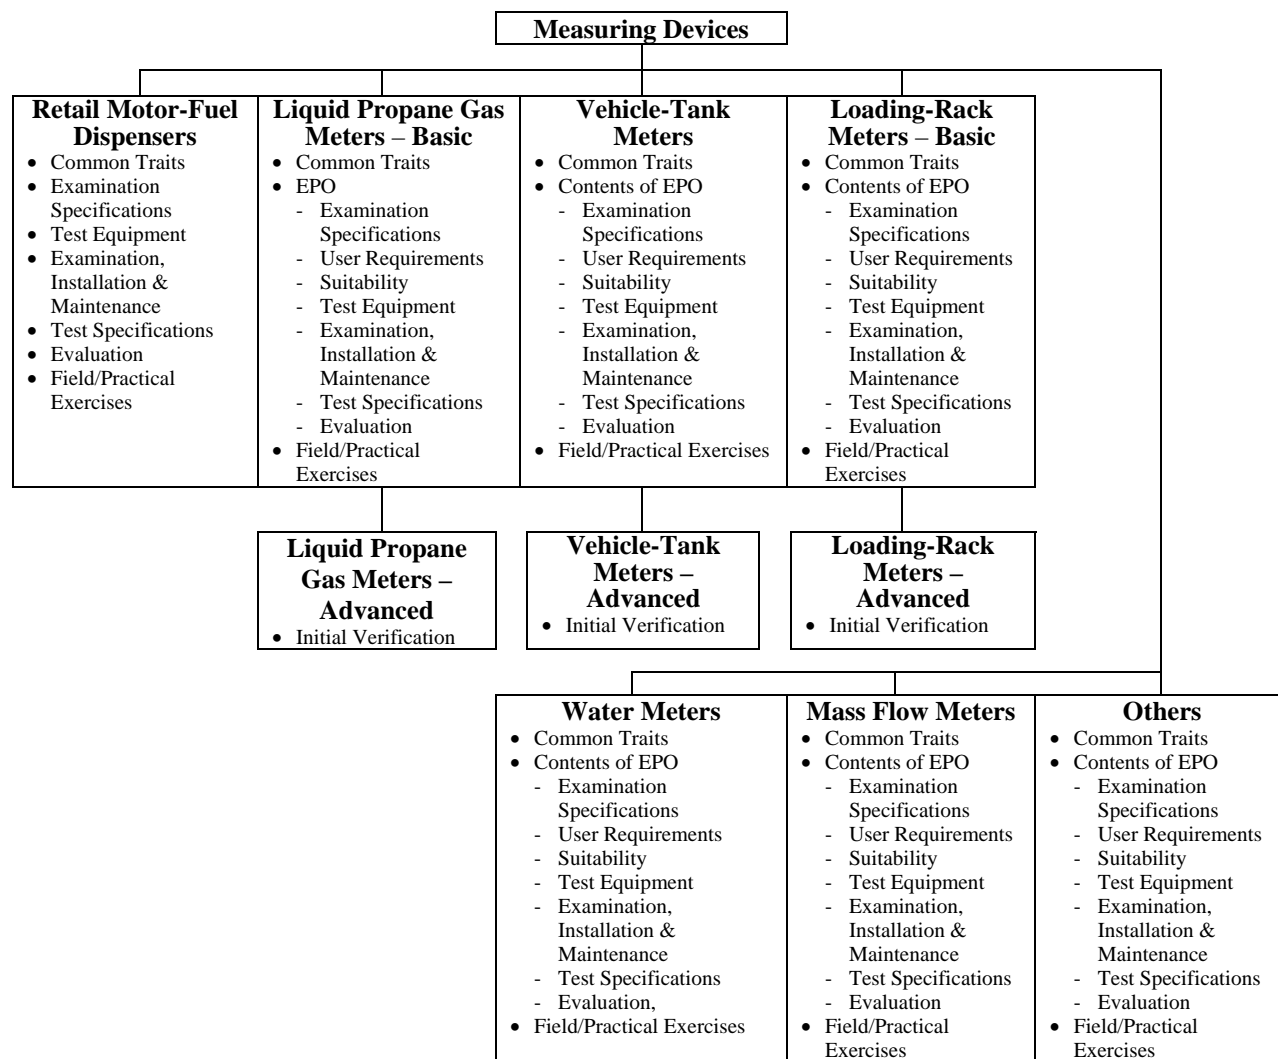 Measuring Devices
Retail Motor-Fuel
Dispensers
• Common Traits
• Examination
Specifications
• Test Equipment
• Examination,
Installation &
Maintenance
• Test Specifications
• Evaluation
• Field/Practical
Exercises
Liquid Propane Gas
Meters – Basic
• Common Traits
• EPO
- Examination
Specifications
- User Requirements
- Suitability
- Test Equipment
- Examination,
Installation &
Maintenance
- Test Specifications
- Evaluation
• Field/Practical
Exercises
Vehicle-Tank
Meters
• Common Traits
• Contents of EPO
- Examination
Specifications
- User Requirements
- Suitability
- Test Equipment
- Examination,
Installation &
Maintenance
- Test Specifications
- Evaluation
• Field/Practical Exercises
Loading-Rack
Meters – Basic
• Common Traits
• Contents of EPO
- Examination
Specifications
- User Requirements
- Suitability
- Test Equipment
- Examination,
Installation &
Maintenance
- Test Specifications
- Evaluation
• Field/Practical
Exercises
Liquid Propane
Gas Meters –
Advanced
• Initial Verification
Vehicle-Tank
Meters –
Advanced
• Initial Verification
Loading-Rack
Meters –
Advanced
• Initial Verification
Water Meters
• Common Traits
• Contents of EPO
- Examination
Specifications
- User Requirements
- Suitability
- Test Equipment
- Examination,
Installation &
Maintenance
- Test Specifications
- Evaluation,
• Field/Practical Exercises
Mass Flow Meters
• Common Traits
• Contents of EPO
- Examination
Specifications
- User Requirements
- Suitability
- Test Equipment
- Examination,
Installation &
Maintenance
- Test Specifications
- Evaluation
• Field/Practical
Exercises
Others
• Common Traits
• Contents of EPO
- Examination
Specifications
- User Requirements
- Suitability
- Test Equipment
- Examination,
Installation &
Maintenance
- Test Specifications
- Evaluation
• Field/Practical
Exercises